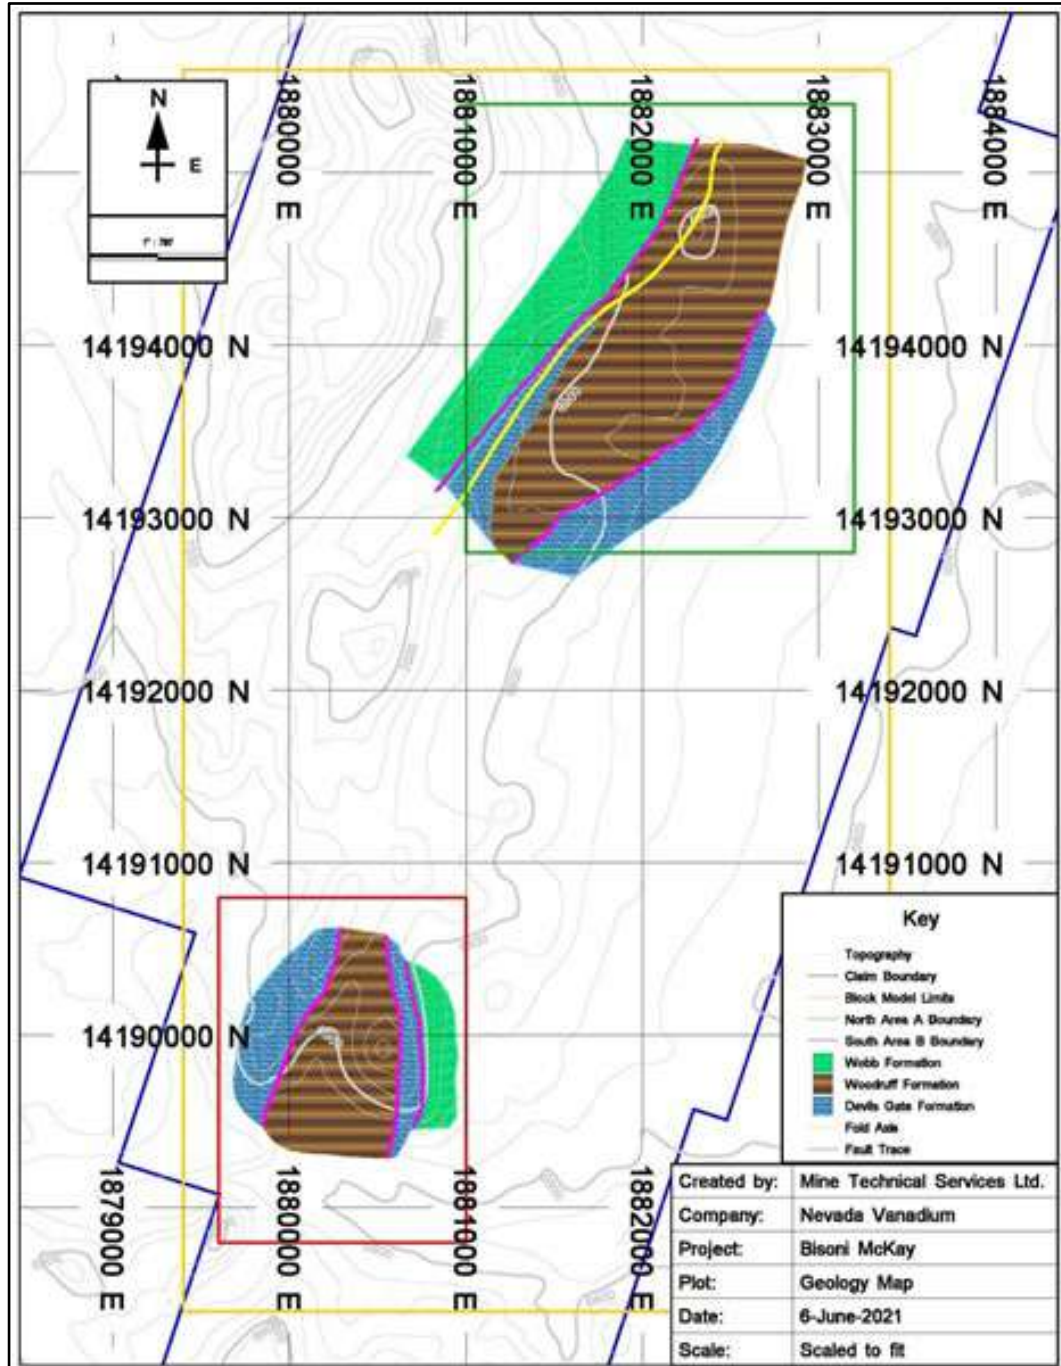 1880000 E
1881000 E
1882000 E
1883000 E
1884000 E
N
E
14194000 N
14194000 N
14193000 N
14193000 N
14192000 N
14192000 N
14191000 N
14191000 N
14190000 N
Key
Topography
Claim Boundary
Block Model Limits
North Area A Boundary
South Area B Boundary
Webb Formation
Woodruff Formation
Devils Gate Formation
Fold Axis
Fault Trace
1879000 E
1880000 E
1881000 E
1882000 E
Created by: Mine Technical Services Ltd.
Company: Nevada Vanadium
Project: Bisoni McKay
Plot: Geology Map
Date: 6-June-2021
Scale: Scaled to fit